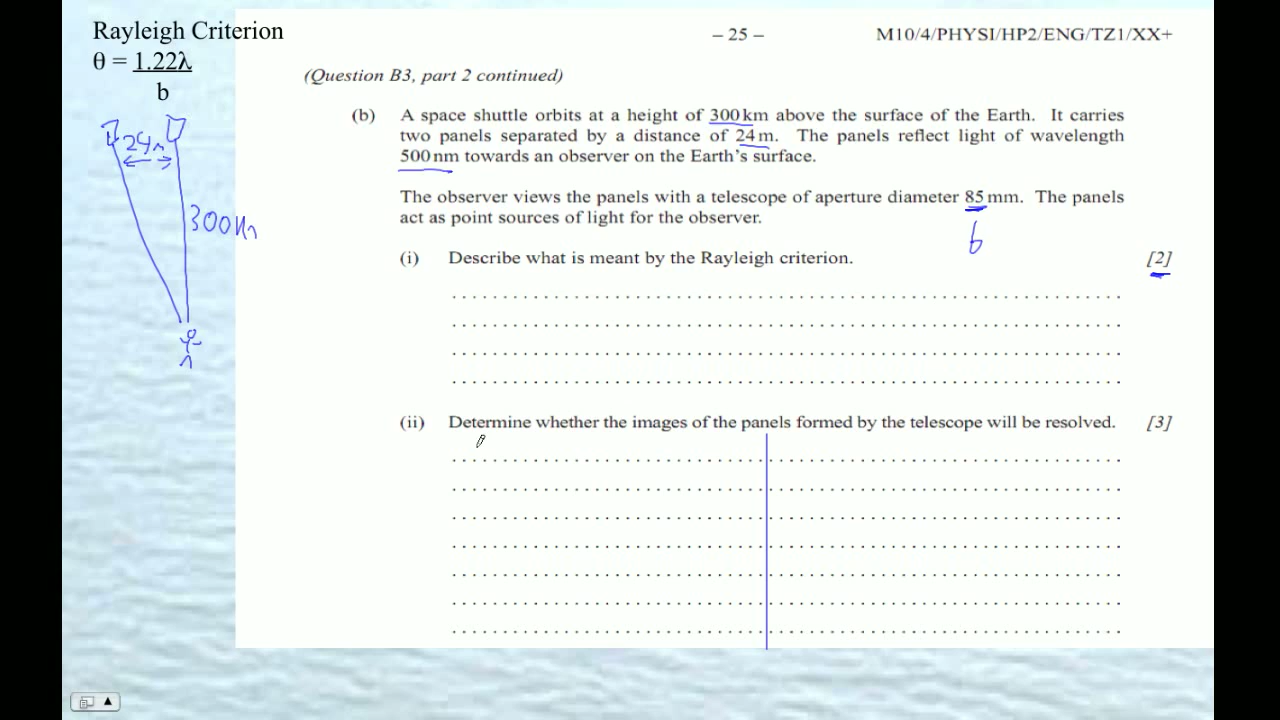 Rayleigh Criterion
θ = 1.22λ
b
24m
300km
– 25 –
M10/4/PHYSI/HP2/ENG/TZ1/XX+
(Question B3, part 2 continued)
(b) A space shuttle orbits at a height of 300 km above the surface of the Earth. It carries
two panels separated by a distance of 24 m. The panels reflect light of wavelength
500 nm towards an observer on the Earth's surface.
The observer views the panels with a telescope of aperture diameter 85 mm. The panels
act as point sources of light for the observer.
b
(i) Describe what is meant by the Rayleigh criterion. [2]
(ii) Determine whether the images of the panels formed by the telescope will be resolved. [3]